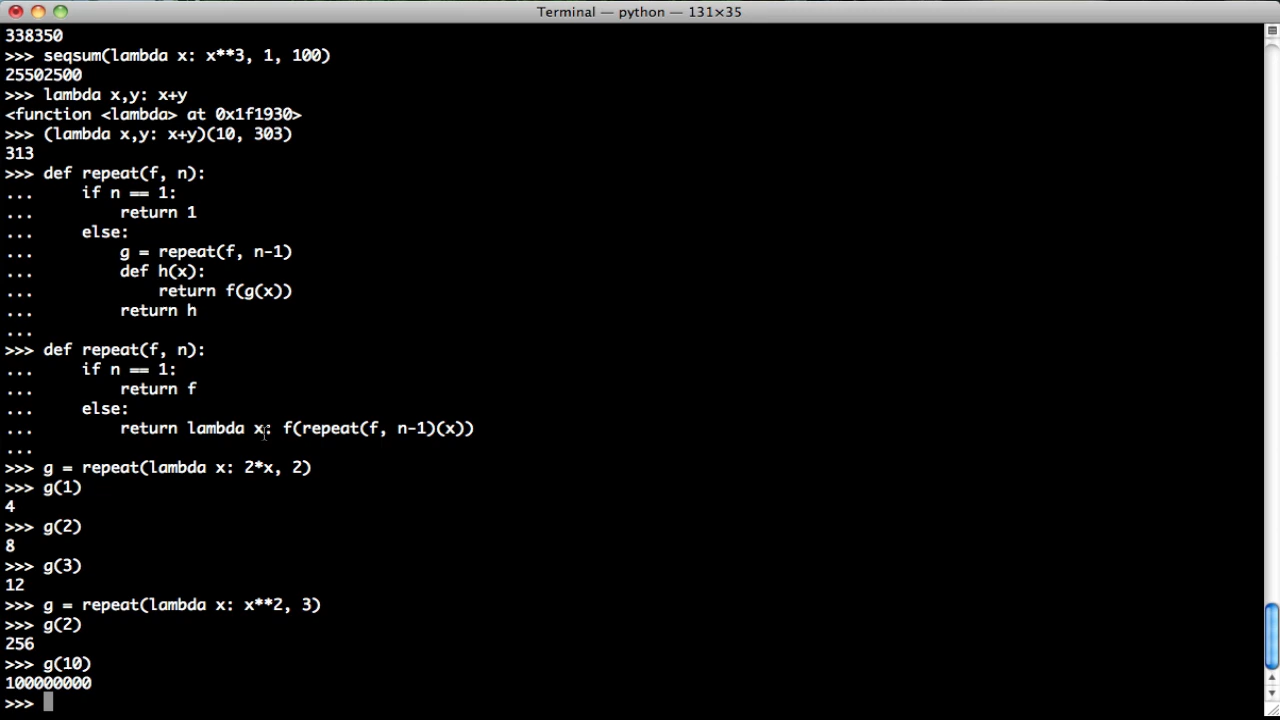 Terminal — python — 131×35
338350
>>> seqsum(lambda x: x**3, 1, 100)
25502500
>>> lambda x,y: x+y
<function <lambda> at 0x1f1930>
>>> (lambda x,y: x+y)(10, 303)
313
>>> def repeat(f, n):
...     if n == 1:
...         return 1
...     else:
...         g = repeat(f, n-1)
...         def h(x):
...             return f(g(x))
...         return h
...
>>> def repeat(f, n):
...     if n == 1:
...         return f
...     else:
...         return lambda x: f(repeat(f, n-1)(x))
...
>>> g = repeat(lambda x: 2*x, 2)
>>> g(1)
4
>>> g(2)
8
>>> g(3)
12
>>> g = repeat(lambda x: x**2, 3)
>>> g(2)
256
>>> g(10)
100000000
>>>